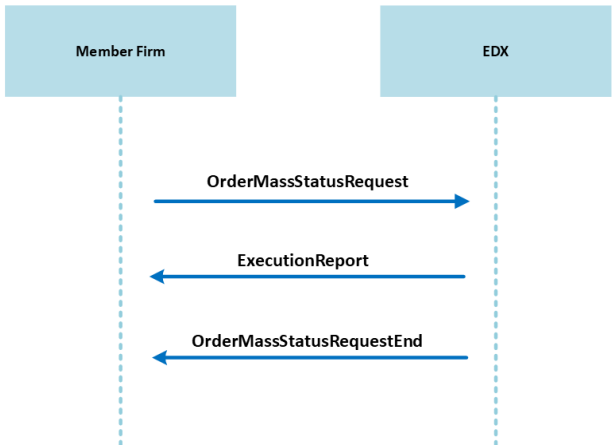 Member Firm
EDX
OrderMassStatusRequest
ExecutionReport
OrderMassStatusRequestEnd